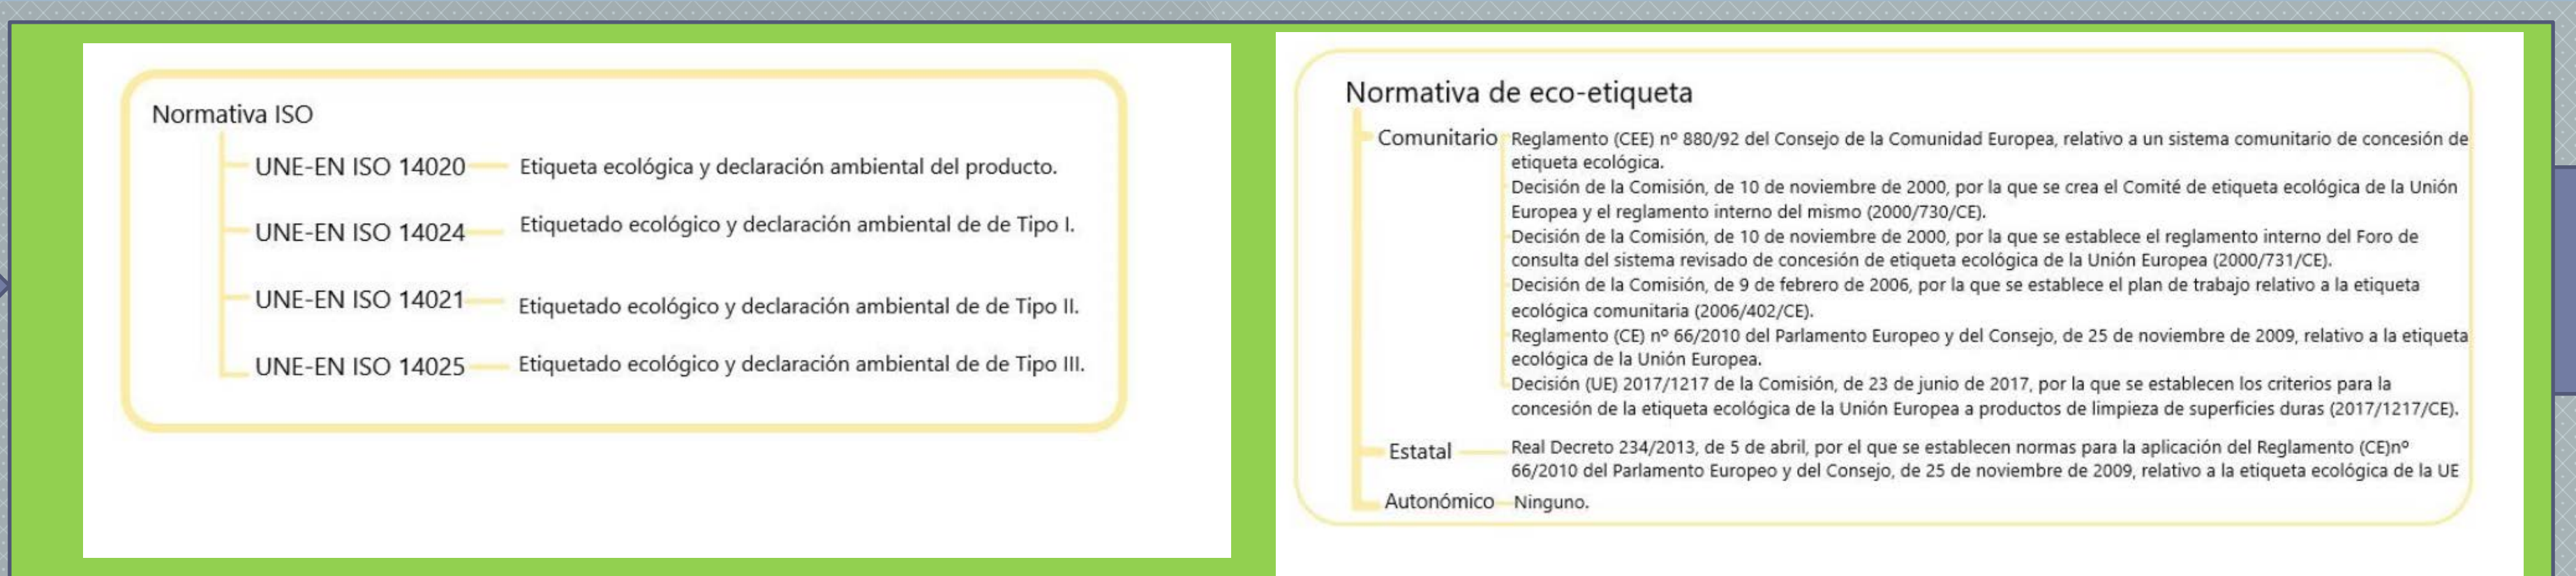 Normativa ISO
UNE-EN ISO 14020
Etiqueta ecológica y declaración ambiental del producto.
UNE-EN ISO 14024
Etiquetado ecológico y declaración ambiental de de Tipo I.
UNE-EN ISO 14021
Etiquetado ecológico y declaración ambiental de de Tipo II.
UNE-EN ISO 14025
Etiquetado ecológico y declaración ambiental de de Tipo III.
Normativa de eco-etiqueta
Comunitario
Reglamento (CEE) nº 880/92 del Consejo de la Comunidad Europea, relativo a un sistema comunitario de concesión de
etiqueta ecológica.
Decisión de la Comisión, de 10 de noviembre de 2000, por la que se crea el Comité de etiqueta ecológica de la Unión
Europea y el reglamento interno del mismo (2000/730/CE).
Decisión de la Comisión, de 10 de noviembre de 2000, por la que se establece el reglamento interno del Foro de
consulta del sistema revisado de concesión de etiqueta ecológica de la Unión Europea (2000/731/CE).
Decisión de la Comisión, de 9 de febrero de 2006, por la que se establece el plan de trabajo relativo a la etiqueta
ecológica comunitaria (2006/402/CE).
Reglamento (CE) nº 66/2010 del Parlamento Europeo y del Consejo, de 25 de noviembre de 2009, relativo a la etiqueta
ecológica de la Unión Europea.
Decisión (UE) 2017/1217 de la Comisión, de 23 de junio de 2017, por la que se establecen los criterios para la
concesión de la etiqueta ecológica de la Unión Europea a productos de limpieza de superficies duras (2017/1217/CE).
Estatal
Real Decreto 234/2013, de 5 de abril, por el que se establecen normas para la aplicación del Reglamento (CE)nº
66/2010 del Parlamento Europeo y del Consejo, de 25 de noviembre de 2009, relativo a la etiqueta ecológica de la UE
Autonómico
Ninguno.